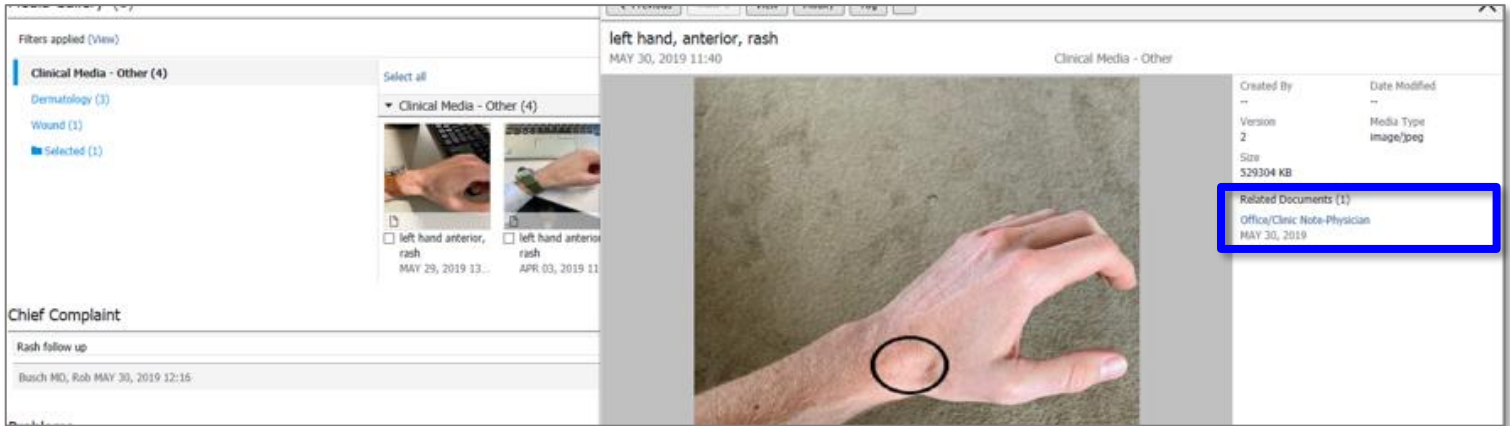 Media Gallery (8)
Filters applied (View)
Clinical Media - Other (4)
Dermatology (3)
Wound (1)
Selected (1)
Select all
Clinical Media - Other (4)
left hand anterior, rash
MAY 29, 2019 13...
left hand anterior
rash
APR 03, 2019 11
Chief Complaint
Rash follow up
Busch MD, Rob MAY 30, 2019 12:16
Previous
View
Modify
Tag
left hand, anterior, rash
MAY 30, 2019 11:40
Clinical Media - Other
Created By
--
Date Modified
--
Version
2
Media Type
image/jpeg
Size
529304 KB
Related Documents (1)
Office/Clinic Note-Physician
MAY 30, 2019